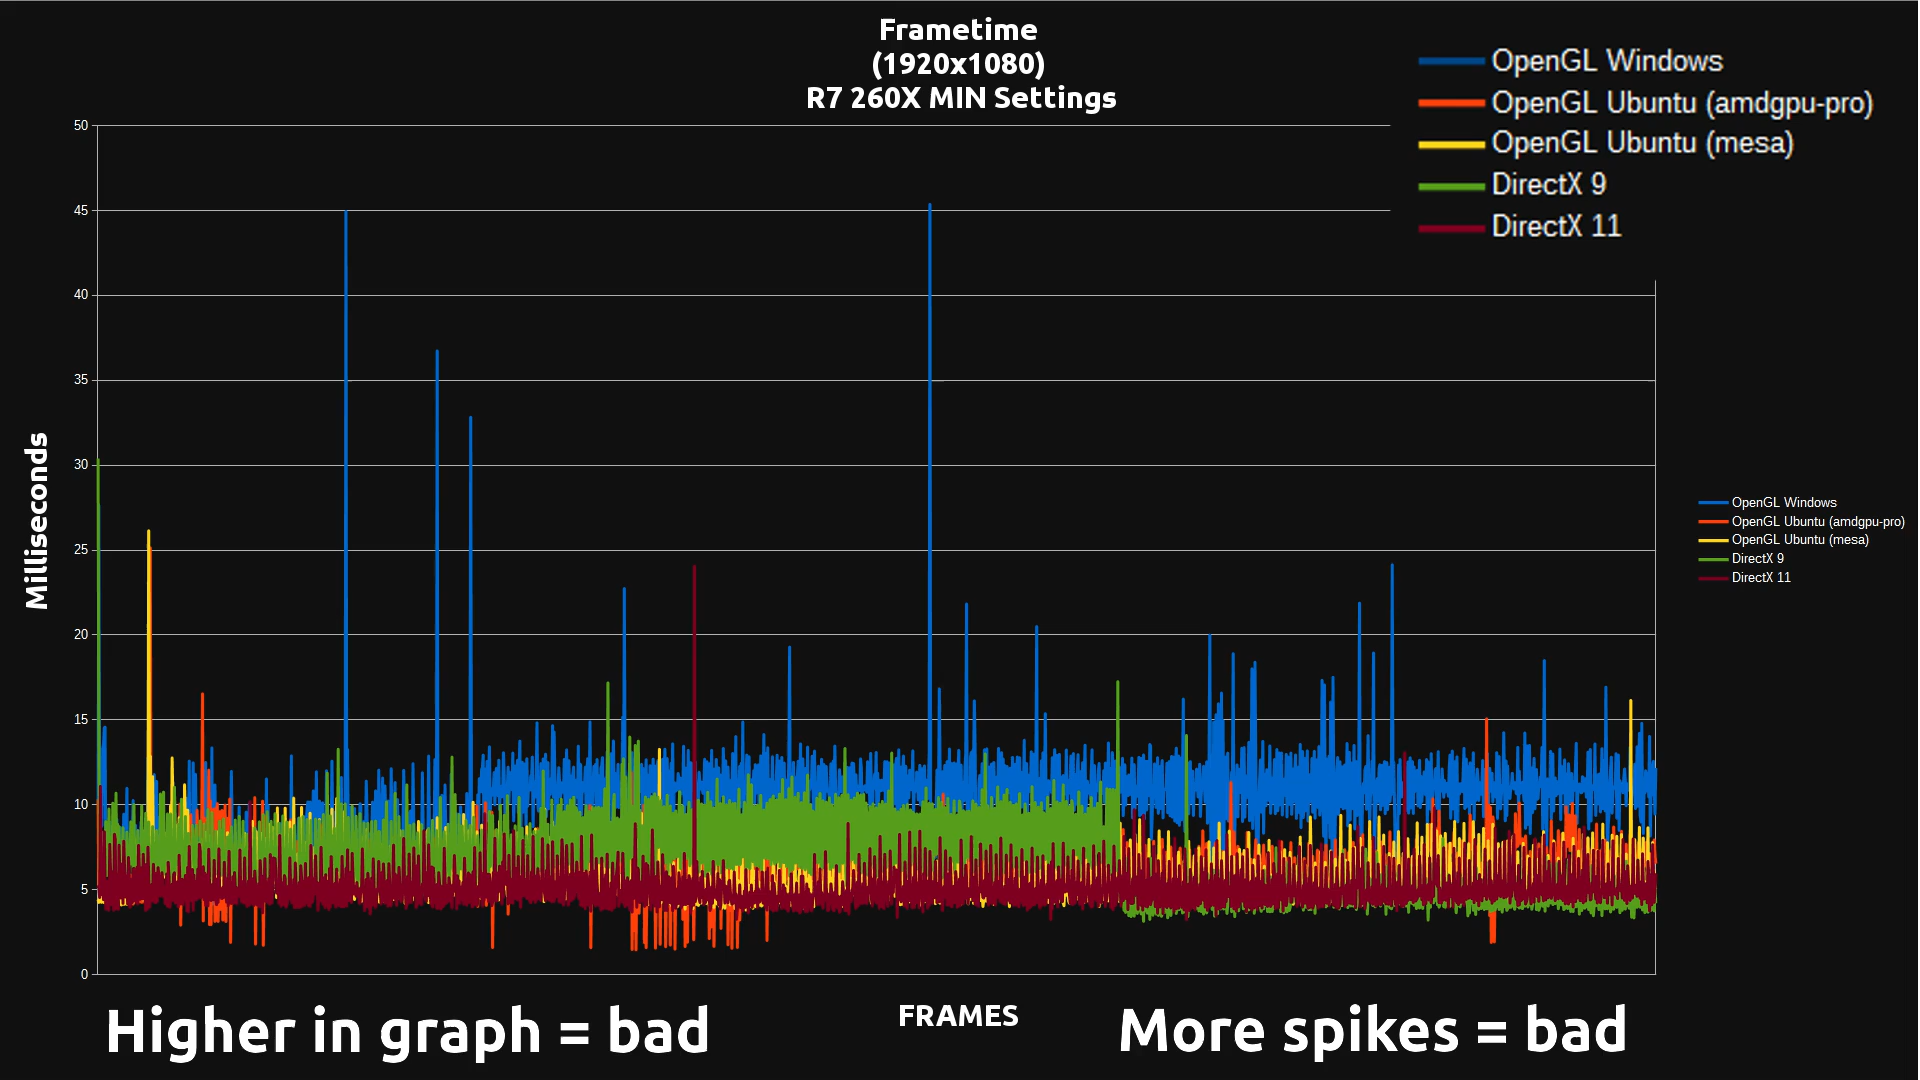 Frametime
(1920x1080)
R7 260X MIN Settings
OpenGL Windows
OpenGL Ubuntu (amdgpu-pro)
OpenGL Ubuntu (mesa)
DirectX 9
DirectX 11
50
45
40
35
30
25
20
15
10
5
0
Milliseconds
OpenGL Windows
OpenGL Ubuntu (amdgpu-pro)
OpenGL Ubuntu (mesa)
DirectX 9
DirectX 11
Higher in graph = bad
FRAMES
More spikes = bad